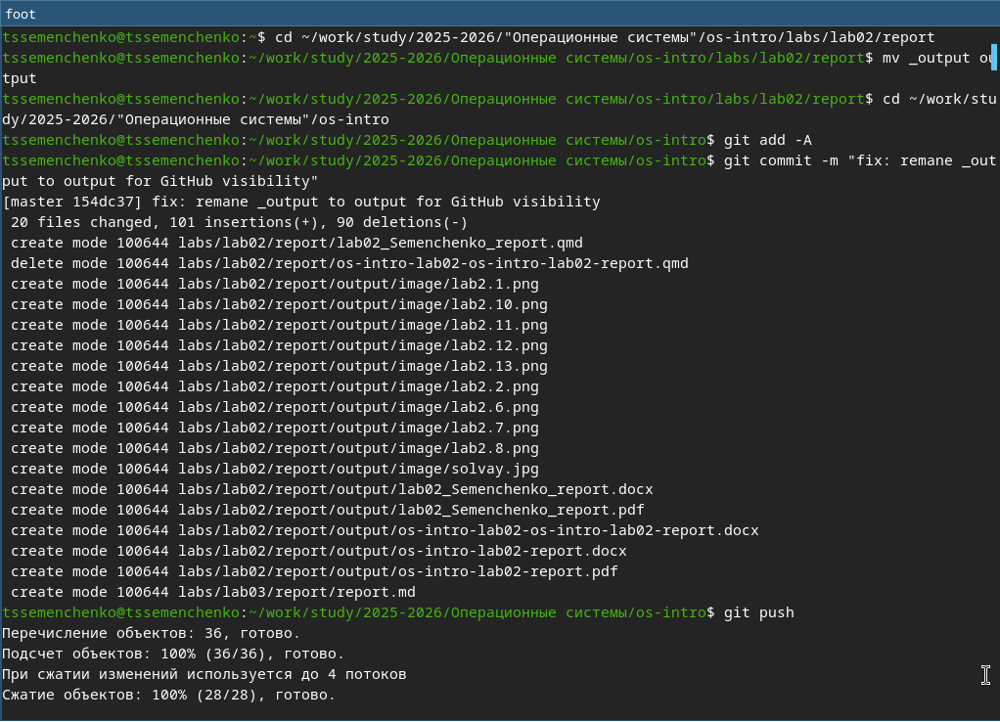 foot
tssemenchenko@tssemenchenko:~$ cd ~/work/study/2025-2026/"Операционные системы"/os-intro/labs/lab02/report
tssemenchenko@tssemenchenko:~/work/study/2025-2026/Операционные системы/os-intro/labs/lab02/report$ mv _output ou
tput
tssemenchenko@tssemenchenko:~/work/study/2025-2026/Операционные системы/os-intro/labs/lab02/report$ cd ~/work/stu
dy/2025-2026/"Операционные системы"/os-intro
tssemenchenko@tssemenchenko:~/work/study/2025-2026/Операционные системы/os-intro$ git add -A
tssemenchenko@tssemenchenko:~/work/study/2025-2026/Операционные системы/os-intro$ git commit -m "fix: remane _out
put to output for GitHub visibility"
[master 154dc37] fix: remane _output to output for GitHub visibility
 20 files changed, 101 insertions(+), 90 deletions(-)
 create mode 100644 labs/lab02/report/lab02_Semenchenko_report.qmd
 delete mode 100644 labs/lab02/report/os-intro-lab02-os-intro-lab02-report.qmd
 create mode 100644 labs/lab02/report/output/image/lab2.1.png
 create mode 100644 labs/lab02/report/output/image/lab2.10.png
 create mode 100644 labs/lab02/report/output/image/lab2.11.png
 create mode 100644 labs/lab02/report/output/image/lab2.12.png
 create mode 100644 labs/lab02/report/output/image/lab2.13.png
 create mode 100644 labs/lab02/report/output/image/lab2.2.png
 create mode 100644 labs/lab02/report/output/image/lab2.6.png
 create mode 100644 labs/lab02/report/output/image/lab2.7.png
 create mode 100644 labs/lab02/report/output/image/lab2.8.png
 create mode 100644 labs/lab02/report/output/image/solvay.jpg
 create mode 100644 labs/lab02/report/output/lab02_Semenchenko_report.docx
 create mode 100644 labs/lab02/report/output/lab02_Semenchenko_report.pdf
 create mode 100644 labs/lab02/report/output/os-intro-lab02-os-intro-lab02-report.docx
 create mode 100644 labs/lab02/report/output/os-intro-lab02-report.docx
 create mode 100644 labs/lab02/report/output/os-intro-lab02-report.pdf
 create mode 100644 labs/lab03/report/report.md
tssemenchenko@tssemenchenko:~/work/study/2025-2026/Операционные системы/os-intro$ git push
Перечисление объектов: 36, готово.
Подсчет объектов: 100% (36/36), готово.
При сжатии изменений используется до 4 потоков
Сжатие объектов: 100% (28/28), готово.